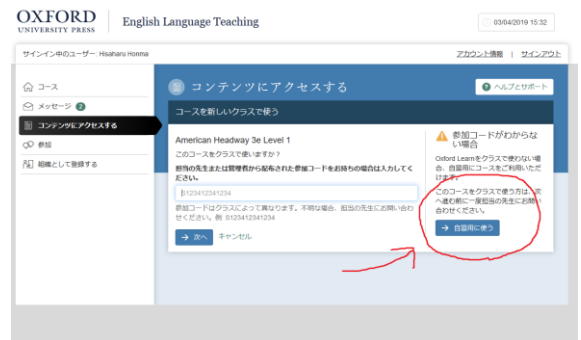 OXFORD
UNIVERSITY PRESS
English Language Teaching
03/04/2019 15:32
サインイン中のユーザー: Hisaharu Honma
アカウント情報 | サインアウト
コース
メッセージ 2
コンテンツにアクセスする
参加
組織として登録する
コンテンツにアクセスする
ヘルプとサポート
コースを新しいクラスで使う
American Headway 3e Level 1
このコースをクラスで使いますか?
担当の先生または管理者から配布された参加コードをお持ちの場合は入力してく
ださい。
B123412341234
参加コードはクラスによって異なります。不明な場合、担当の先生にお問い合わ
せください。例 B123412341234
次へ キャンセル
参加コードがわからな
い場合
Oxford Learnをクラスで使わない場
合、自習用にコースをご利用いただ
けます。
このコースをクラスで使う方は、次
へ進む前に一度担当の先生にお問い
合わせください。
自習用に使う